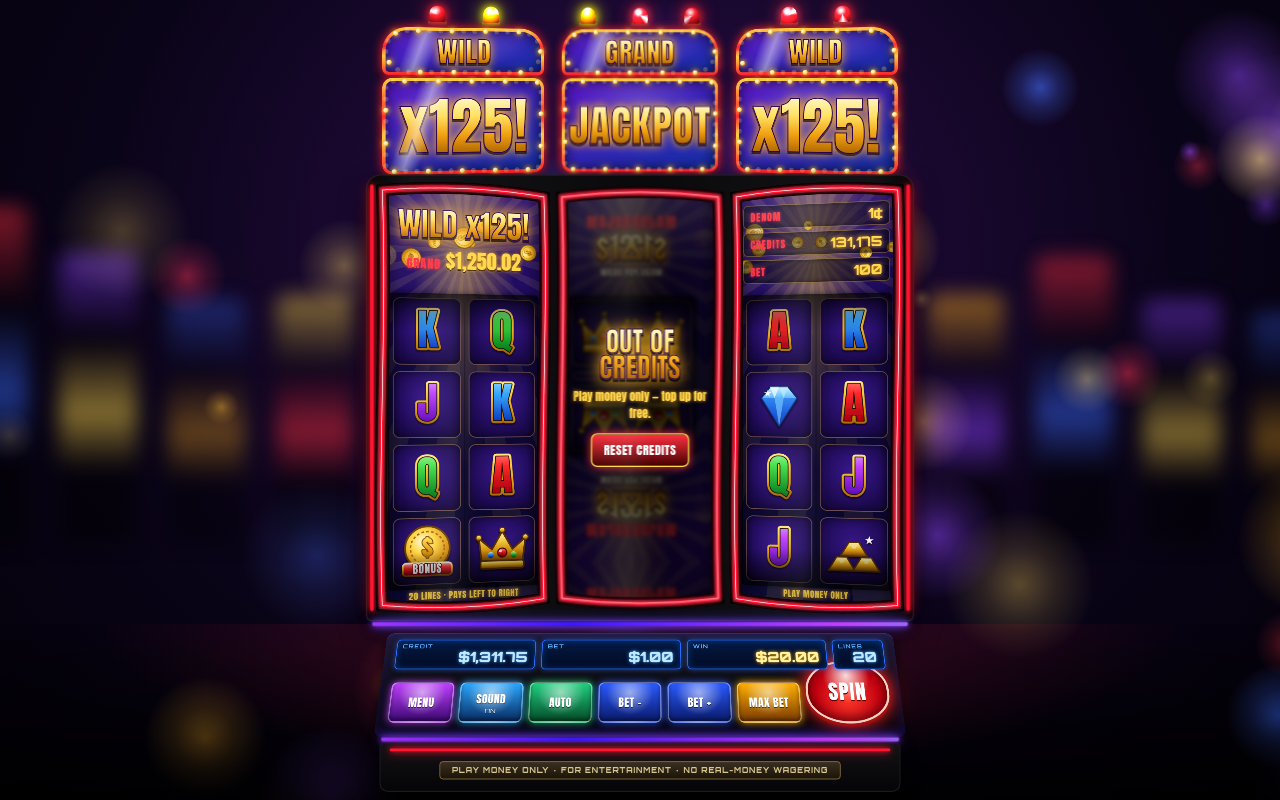 WILD
GRAND
WILD
x125!
JACKPOT
x125!
WILD x125!
GRAND $1,250.02
DENOM 1¢
CREDITS 131,175
BET 100
K Q
J K
Q A
$
BONUS
20 LINES · PAYS LEFT TO RIGHT
OUT OF
CREDITS
Play money only – top up for
free.
RESET CREDITS
A K
A
Q J
J
PLAY MONEY ONLY
CREDIT
$1,311.75
BET
$1.00
WIN
$20.00
LINES
20
MENU
SOUND
ON
AUTO
BET -
BET +
MAX BET
SPIN
PLAY MONEY ONLY · FOR ENTERTAINMENT · NO REAL-MONEY WAGERING